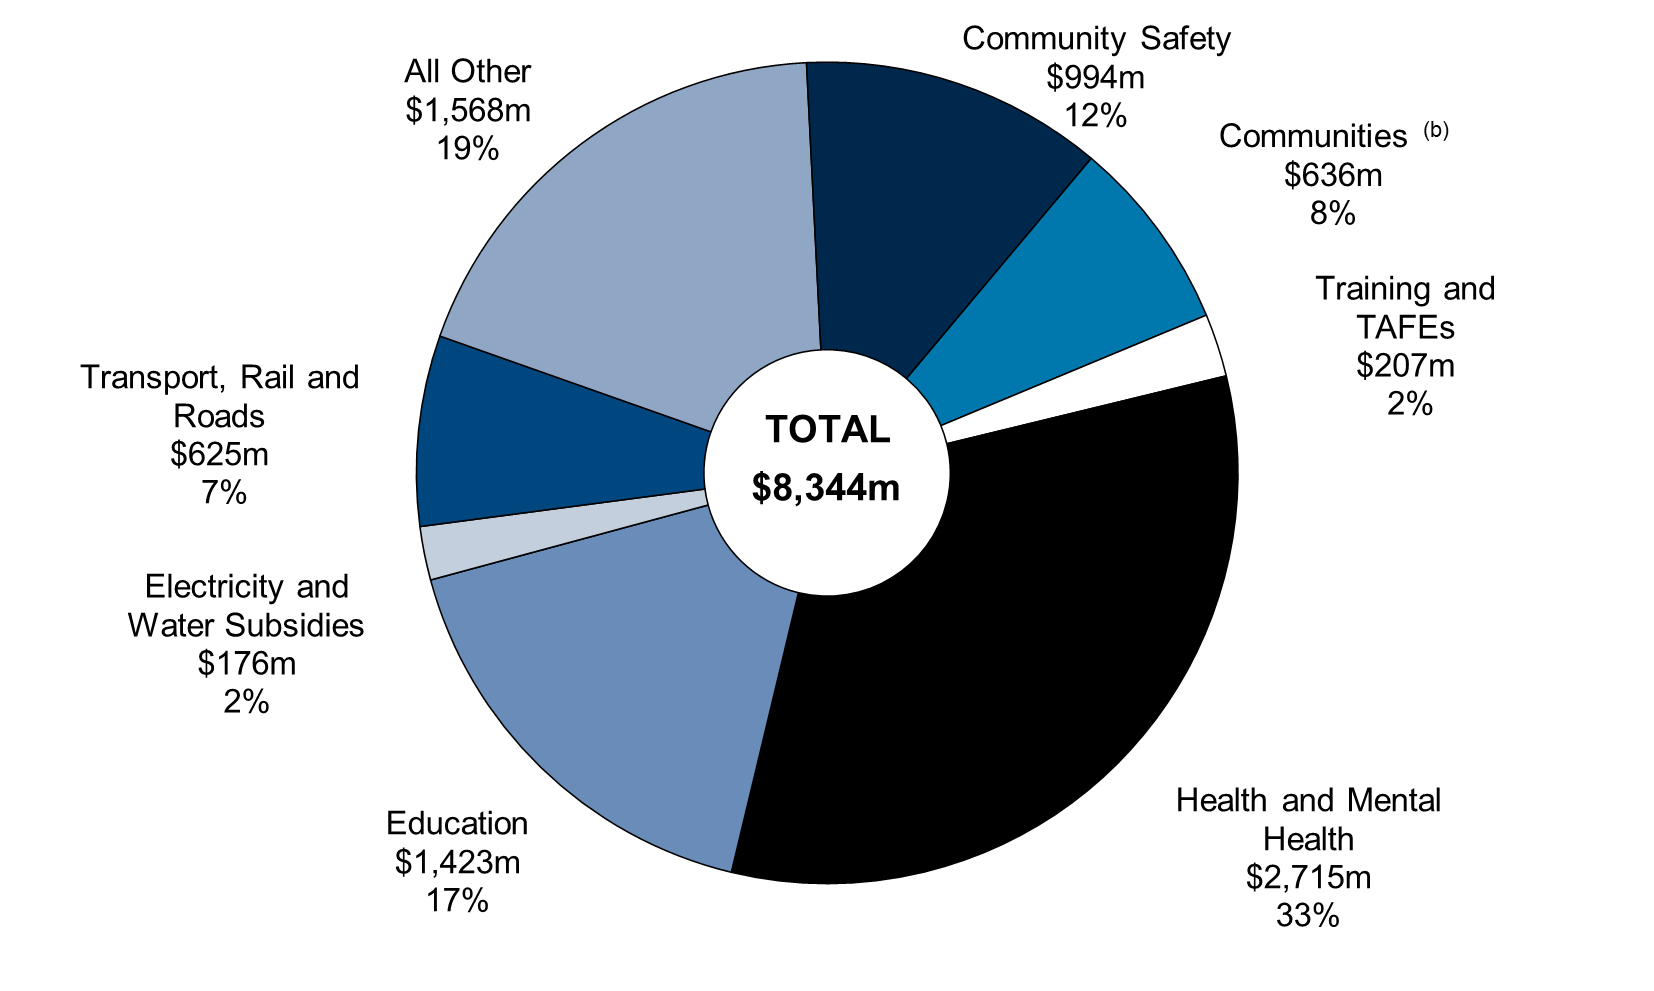 Community Safety
$994m
12%
Communities (b)
$636m
8%
Training and
TAFEs
$207m
2%
Health and Mental
Health
$2,715m
33%
Education
$1,423m
17%
Electricity and
Water Subsidies
$176m
2%
Transport, Rail and
Roads
$625m
7%
All Other
$1,568m
19%
TOTAL
$8,344m